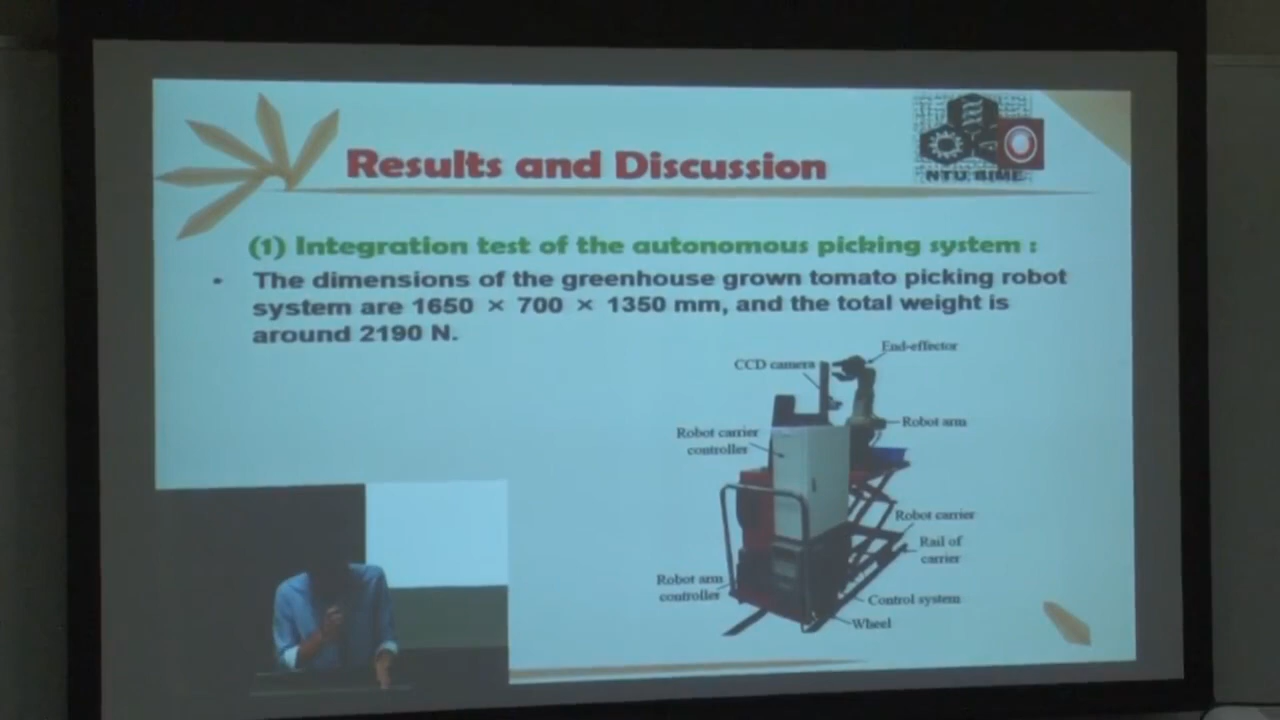 Results and Discussion
NTU BIME
(1) Integration test of the autonomous picking system :
• The dimensions of the greenhouse grown tomato picking robot
system are 1650 × 700 × 1350 mm, and the total weight is
around 2190 N.
End-effector
CCD camera
Robot arm
Robot carrier
controller
Robot carrier
Rail of
carrier
Robot arm
controller
Control system
Wheel